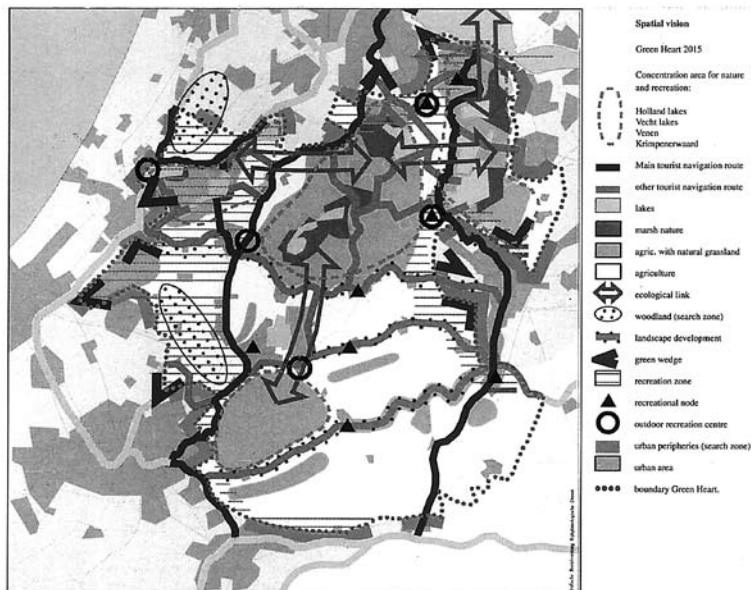 Spatial vision
Green Heart 2015
Concentration area for nature
and recreation:
Holland lakes
Vecht lakes
Venen
Krimpenerwaard
Main tourist navigation route
other tourist navigation route
lakes
marsh nature
agric. with natural grassland
agriculture
ecological link
woodland (search zone)
landscape development
green wedge
recreation zone
recreational node
outdoor recreation centre
urban peripheries (search zone)
urban area
boundary Green Heart.